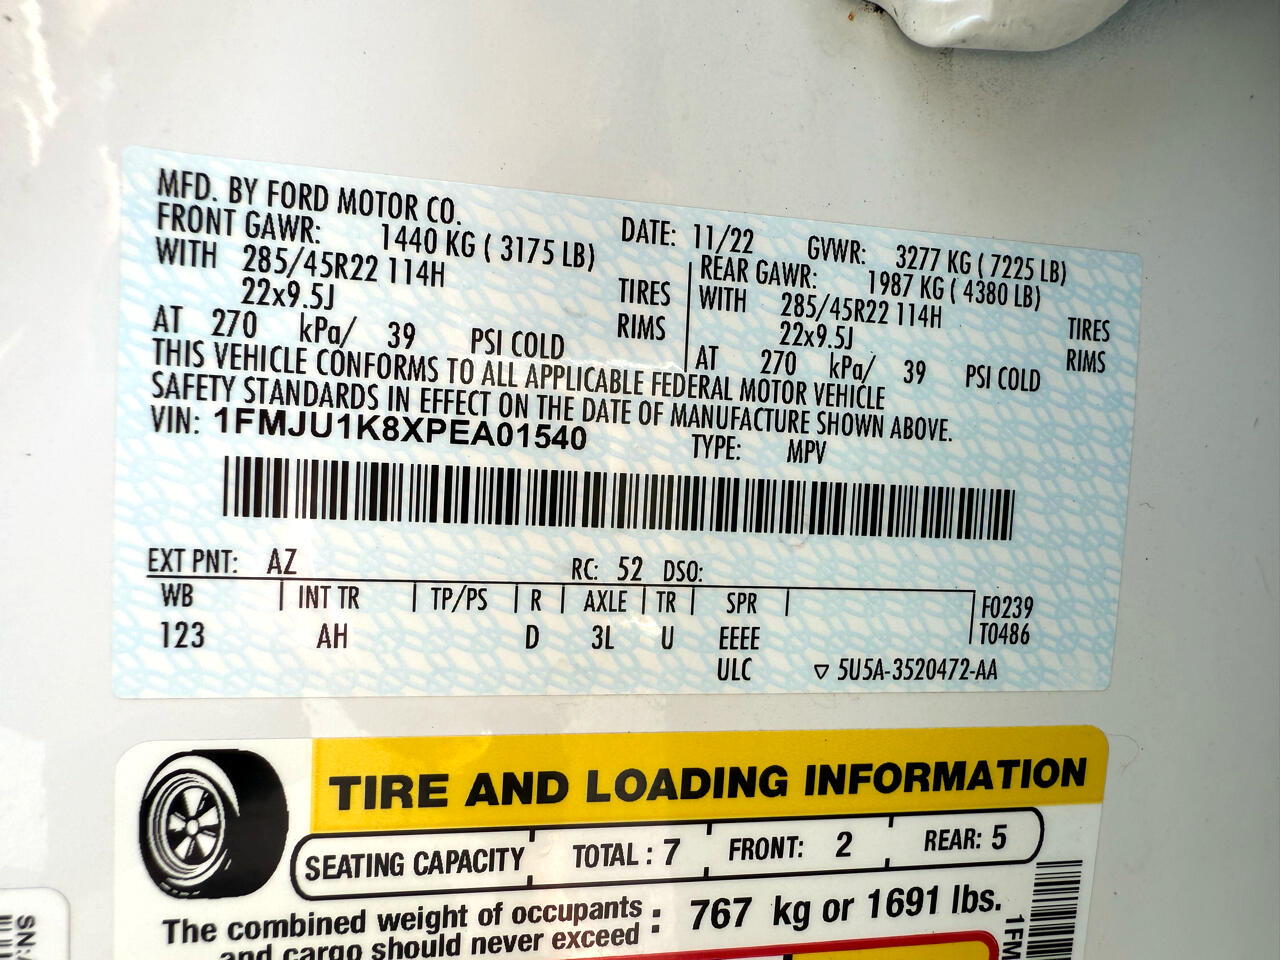 MFD. BY FORD MOTOR CO.
DATE: 11/22 GVWR: 3277 KG ( 7225 LB)
FRONT GAWR: 1440 KG ( 3175 LB)
WITH 285/45R22 114H TIRES
22x9.5J RIMS
AT 270 kPa/ 39 PSI COLD
REAR GAWR: 1987 KG ( 4380 LB)
WITH 285/45R22 114H TIRES
22x9.5J RIMS
AT 270 kPa/ 39 PSI COLD
THIS VEHICLE CONFORMS TO ALL APPLICABLE FEDERAL MOTOR VEHICLE
SAFETY STANDARDS IN EFFECT ON THE DATE OF MANUFACTURE SHOWN ABOVE.
VIN: 1FMJU1K8XPEA01540 TYPE: MPV
EXT PNT: AZ RC: 52 DSO:
WB | INT TR | TP/PS | R | AXLE | TR | SPR | F0239
123 AH D 3L U EEEE T0486
ULC ▽ 5U5A-3520472-AA
TIRE AND LOADING INFORMATION
SEATING CAPACITY TOTAL : 7 FRONT: 2 REAR: 5
The combined weight of occupants : 767 kg or 1691 lbs.
and cargo should never exceed
1FM
SN: